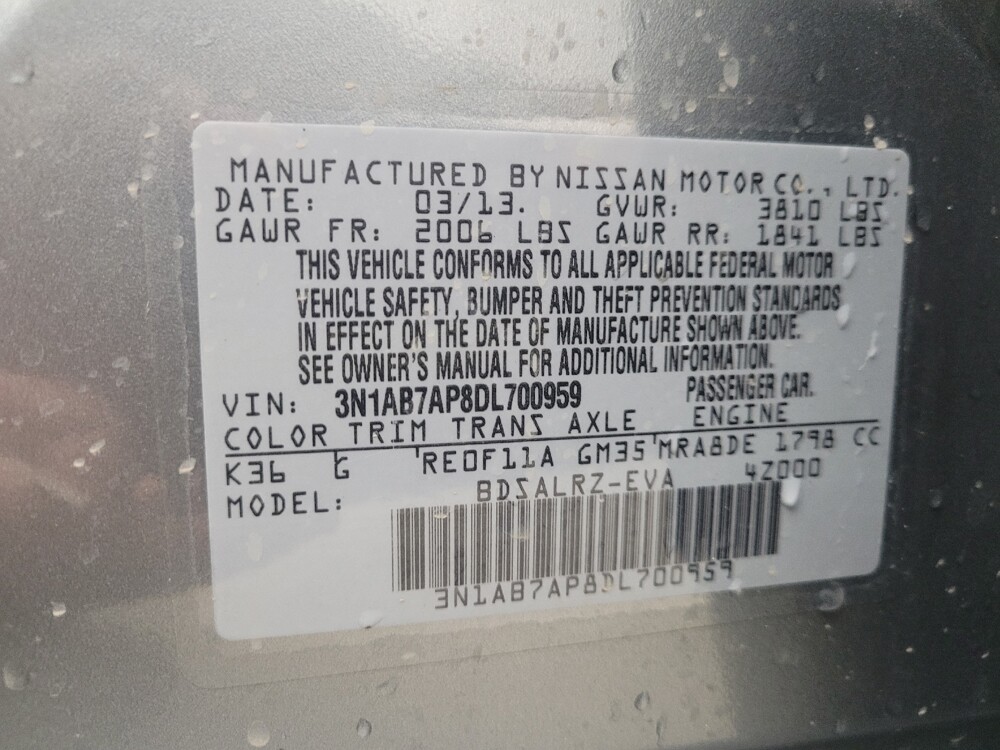 MANUFACTURED BY NISSAN MOTOR CO., LTD.
DATE: 03/13. GVWR: 3810 LBS
GAWR FR: 2006 LBS GAWR RR: 1841 LBS
THIS VEHICLE CONFORMS TO ALL APPLICABLE FEDERAL MOTOR
VEHICLE SAFETY, BUMPER AND THEFT PREVENTION STANDARDS
IN EFFECT ON THE DATE OF MANUFACTURE SHOWN ABOVE.
SEE OWNER'S MANUAL FOR ADDITIONAL INFORMATION.
VIN: 3N1AB7AP8DL700959 PASSENGER CAR.
COLOR TRIM TRANS AXLE ENGINE
K36 G RE0F11A GM35 MRA8DE 1798 CC
MODEL: BDSALRZ-EVA 4Z000
3N1AB7AP8DL700959